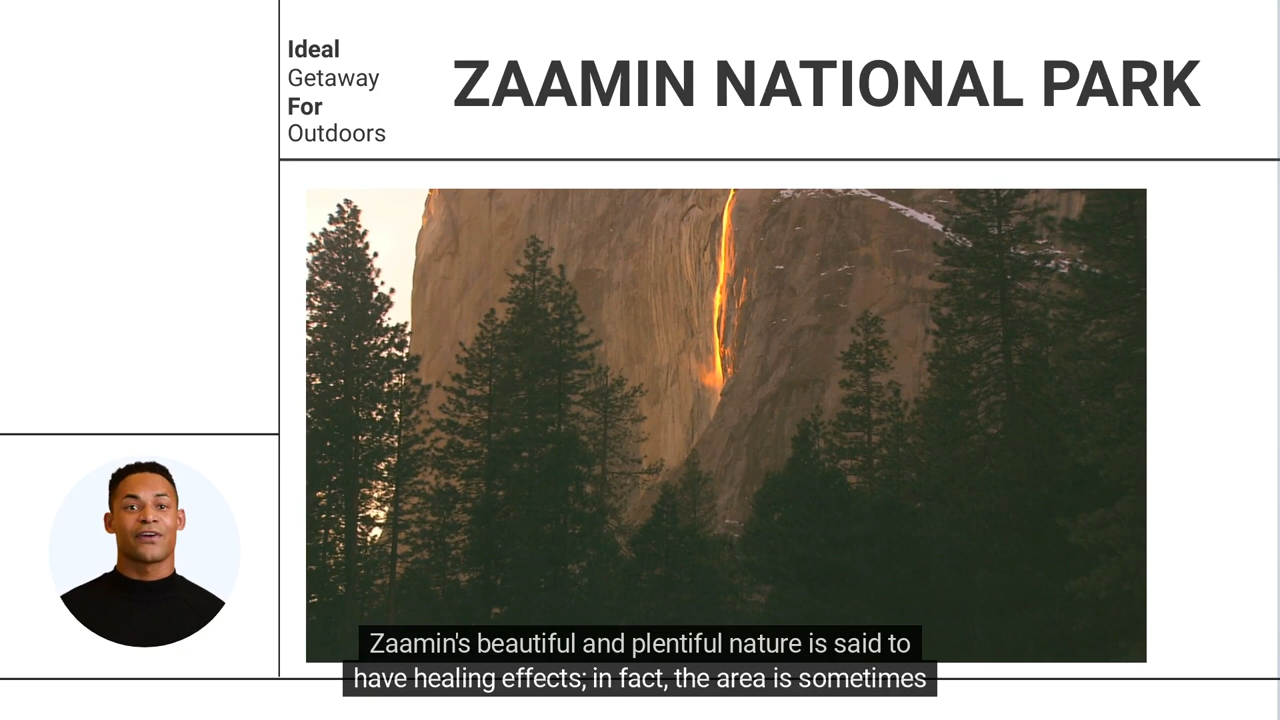 Ideal
Getaway
For
Outdoors
ZAAMIN NATIONAL PARK
Zaamin's beautiful and plentiful nature is said to
have healing effects; in fact, the area is sometimes